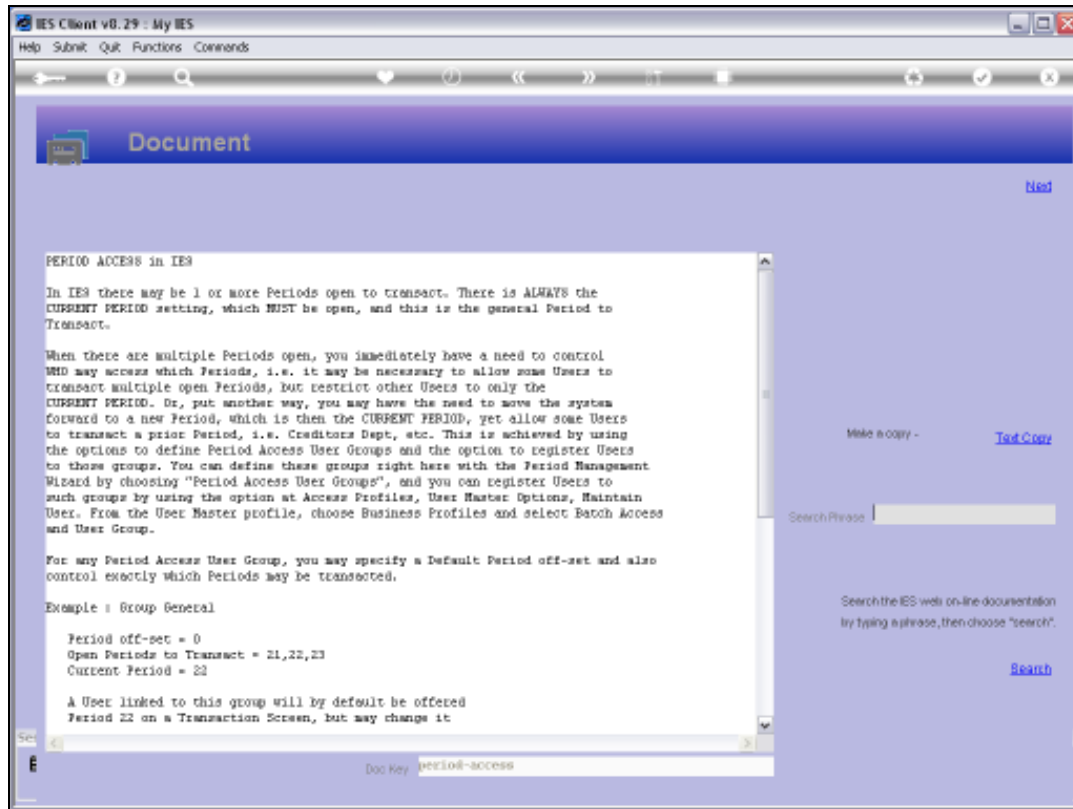 IES Client v8.29 : My IES
Help Submit Quit Functions Commands
Document
Next
PERIOD ACCESS in IES
In IES there may be 1 or more Periods open to transact. There is ALWAYS the
CURRENT PERIOD setting, which MUST be open, and this is the general Period to
Transact.
When there are multiple Periods open, you immediately have a need to control
WHO may access which Periods, i.e. it may be necessary to allow some Users to
transact multiple open Periods, but restrict other Users to only the
CURRENT PERIOD. Or, put another way, you may have the need to move the system
forward to a new Period, which is then the CURRENT PERIOD, yet allow some Users
to transact a prior Period, i.e. Creditors Dept, etc. This is achieved by using
the options to define Period Access User Groups and the option to register Users
to those groups. You can define these groups right here with the Period Management
Wizard by choosing "Period Access User Groups", and you can register Users to
such groups by using the option at Access Profiles, User Master Options, Maintain
User. From the User Master profile, choose Business Profiles and select Batch Access
and User Group.
For any Period Access User Group, you may specify a Default Period off-set and also
control exactly which Periods may be transacted.
Example : Group General
Period off-set = 0
Open Periods to Transact = 21,22,23
Current Period = 22
A User linked to this group will by default be offered
Period 22 on a Transaction Screen, but may change it
Make a copy -
Text Copy
Search Phrase
Search the IES web on-line documentation
by typing a phrase, then choose "search".
Search
Doc Key period-access